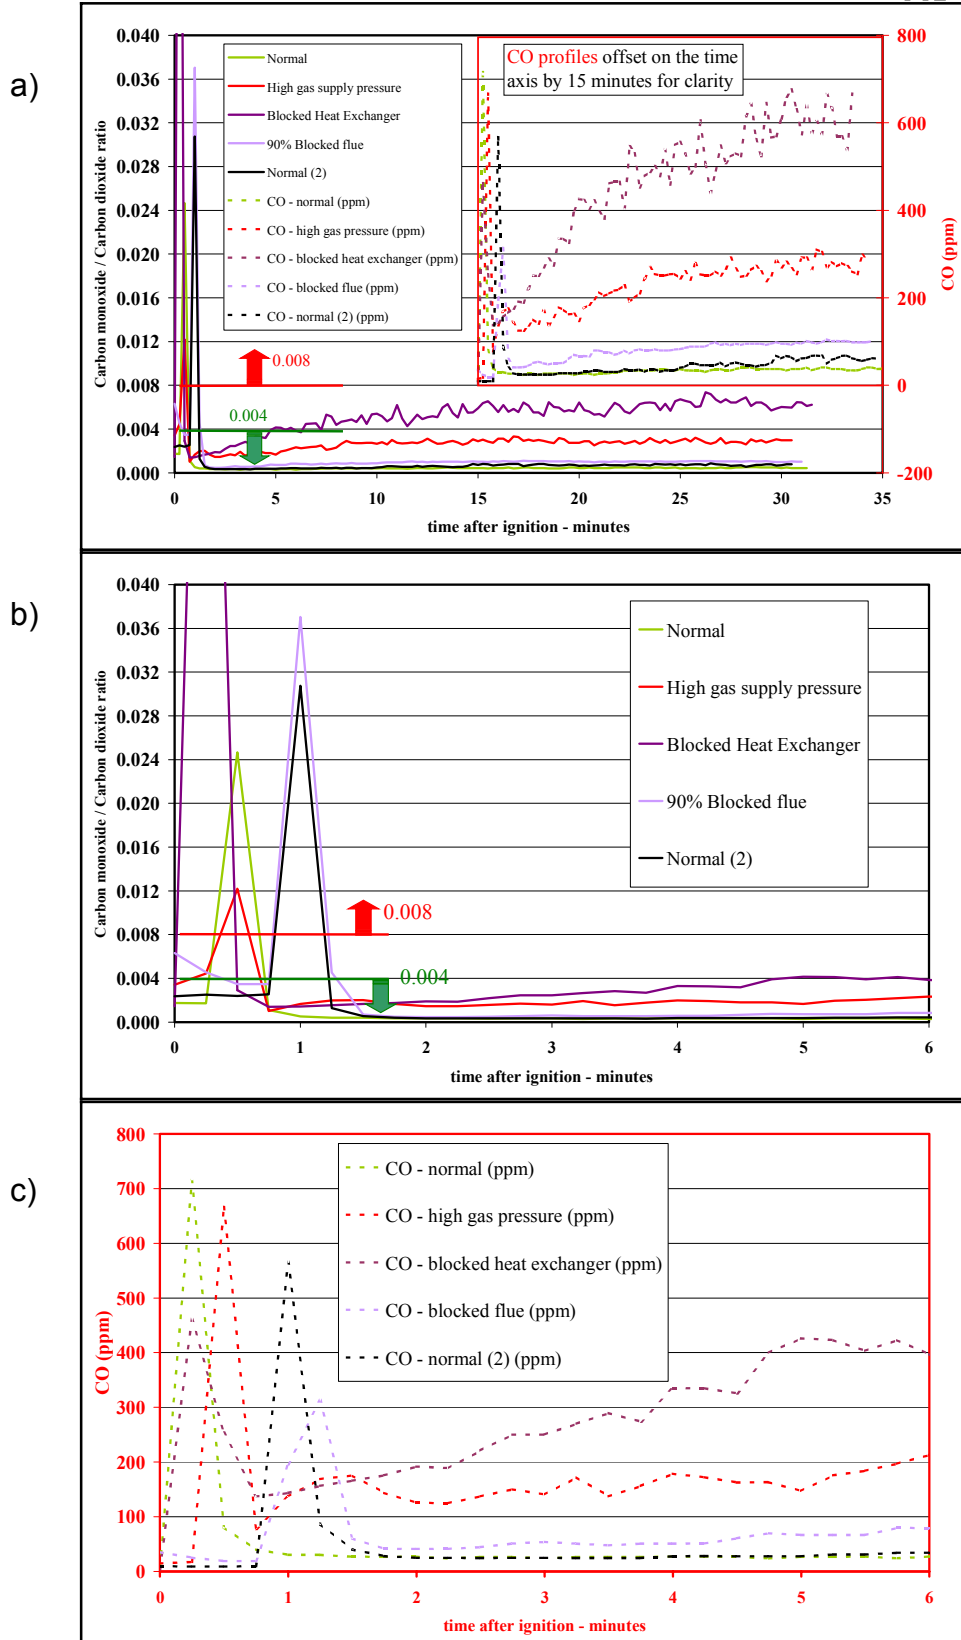 a)
0.040
0.036
0.032
0.028
0.024
0.020
0.016
0.012
0.008
0.004
0.000
Carbon monoxide / Carbon dioxide ratio
Normal
High gas supply pressure
Blocked Heat Exchanger
90% Blocked flue
Normal (2)
CO - normal (ppm)
CO - high gas pressure (ppm)
CO - blocked heat exchanger (ppm)
CO - blocked flue (ppm)
CO - normal (2) (ppm)
CO profiles offset on the time
axis by 15 minutes for clarity
0.008
0.004
800
600
400
200
0
-200
CO (ppm)
0 5 10 15 20 25 30 35
time after ignition - minutes
b)
0.040
0.036
0.032
0.028
0.024
0.020
0.016
0.012
0.008
0.004
0.000
Carbon monoxide / Carbon dioxide ratio
Normal
High gas supply pressure
Blocked Heat Exchanger
90% Blocked flue
Normal (2)
0.008
0.004
0 1 2 3 4 5 6
time after ignition - minutes
c)
800
700
600
500
400
300
200
100
0
CO (ppm)
CO - normal (ppm)
CO - high gas pressure (ppm)
CO - blocked heat exchanger (ppm)
CO - blocked flue (ppm)
CO - normal (2) (ppm)
0 1 2 3 4 5 6
time after ignition - minutes